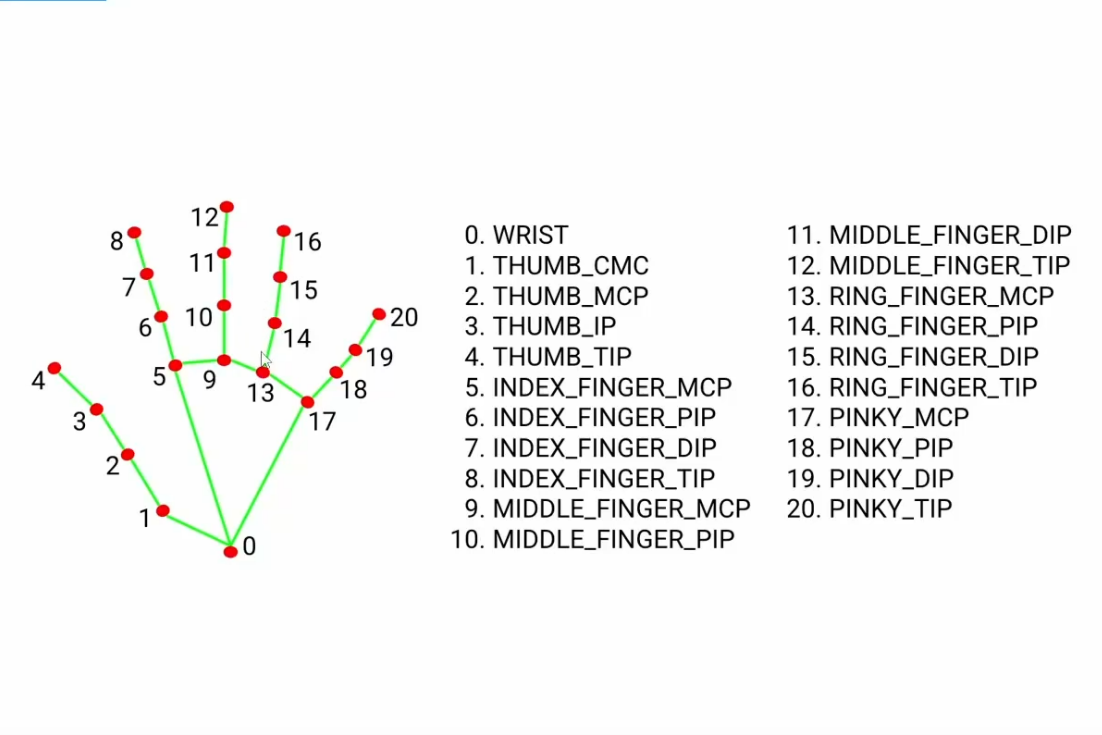 12
8
16
11
7
15
10
6
14
20
19
5
9
18
4
13
3
17
2
1
0
0. WRIST
1. THUMB_CMC
2. THUMB_MCP
3. THUMB_IP
4. THUMB_TIP
5. INDEX_FINGER_MCP
6. INDEX_FINGER_PIP
7. INDEX_FINGER_DIP
8. INDEX_FINGER_TIP
9. MIDDLE_FINGER_MCP
10. MIDDLE_FINGER_PIP
11. MIDDLE_FINGER_DIP
12. MIDDLE_FINGER_TIP
13. RING_FINGER_MCP
14. RING_FINGER_PIP
15. RING_FINGER_DIP
16. RING_FINGER_TIP
17. PINKY_MCP
18. PINKY_PIP
19. PINKY_DIP
20. PINKY_TIP